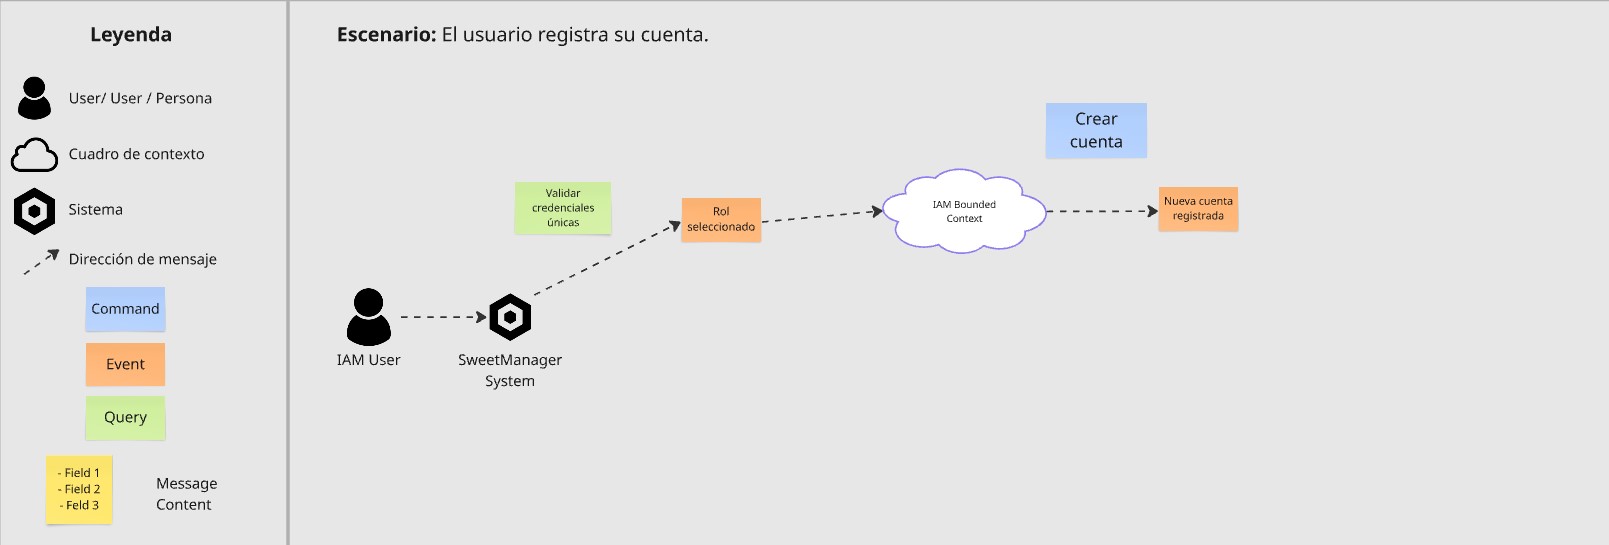 Leyenda
User/ User / Persona
Cuadro de contexto
Sistema
Dirección de mensaje
Command
Event
Query
- Field 1
- Field 2
- Feld 3
Message
Content
Escenario: El usuario registra su cuenta.
IAM User
SweetManager
System
Validar
credenciales
únicas
Rol
seleccionado
IAM Bounded
Context
Crear
cuenta
Nueva cuenta
registrada